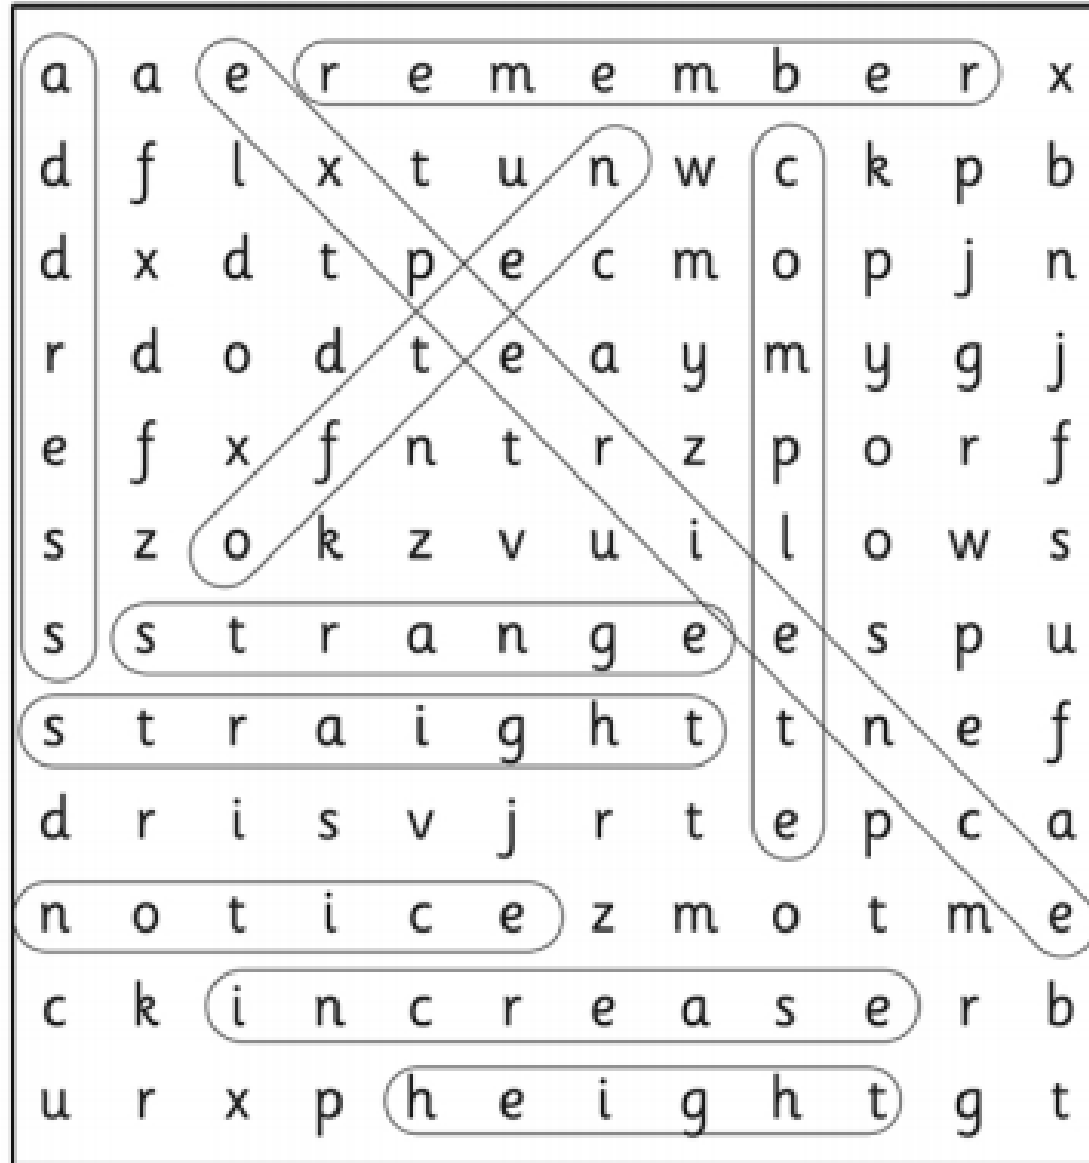 a a e r e m e m b e r x
d f l x t u n w c k p b
d x d t p e c m o p j n
r d o d t e a y m y g j
e f x f n t r z p o r f
s z o k z v u i l o w s
s s t r a n g e e s p u
s t r a i g h t t n e f
d r i s v j r t e p c a
n o t i c e z m o t m e
c k i n c r e a s e r b
u r x p h e i g h t g t